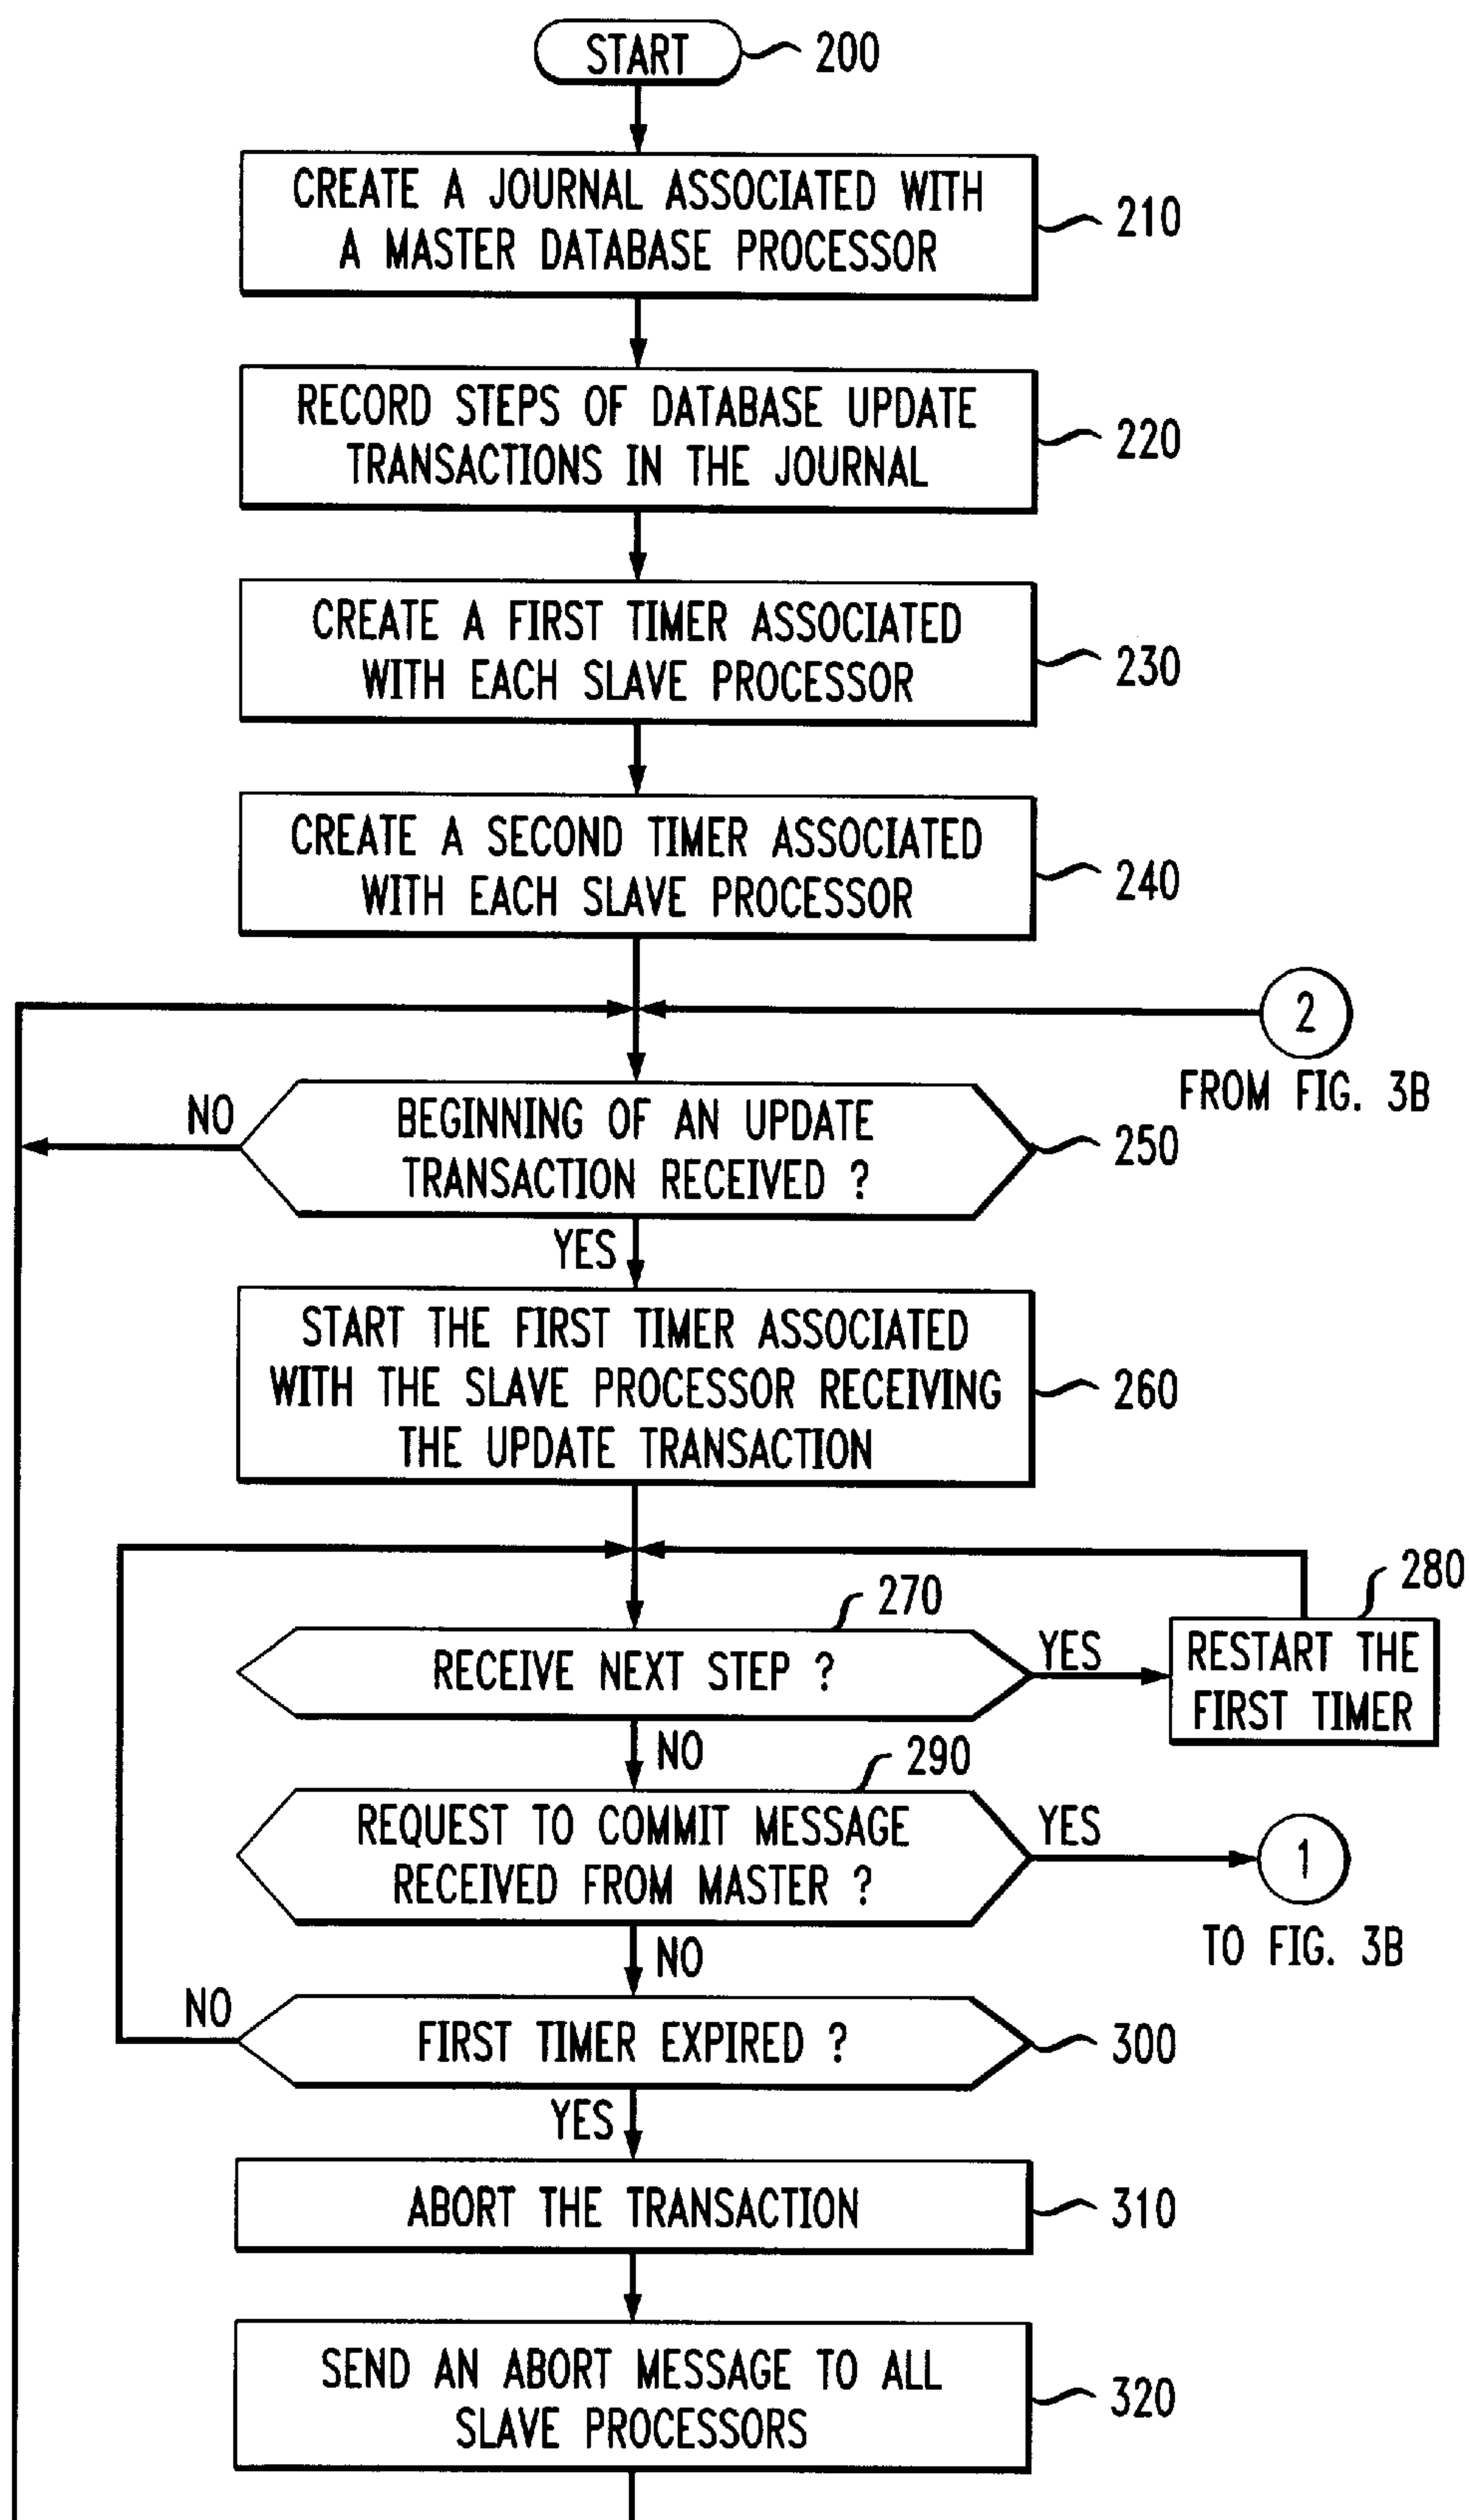 START
200
CREATE A JOURNAL ASSOCIATED WITH
A MASTER DATABASE PROCESSOR
210
RECORD STEPS OF DATABASE UPDATE
TRANSACTIONS IN THE JOURNAL
220
CREATE A FIRST TIMER ASSOCIATED
WITH EACH SLAVE PROCESSOR
230
CREATE A SECOND TIMER ASSOCIATED
WITH EACH SLAVE PROCESSOR
240
2
FROM FIG. 3B
NO
BEGINNING OF AN UPDATE
TRANSACTION RECEIVED ?
250
YES
START THE FIRST TIMER ASSOCIATED
WITH THE SLAVE PROCESSOR RECEIVING
THE UPDATE TRANSACTION
260
270
RECEIVE NEXT STEP ?
YES
280
RESTART THE
FIRST TIMER
NO
290
REQUEST TO COMMIT MESSAGE
RECEIVED FROM MASTER ?
YES
1
TO FIG. 3B
NO
NO
FIRST TIMER EXPIRED ?
300
YES
ABORT THE TRANSACTION
310
SEND AN ABORT MESSAGE TO ALL
SLAVE PROCESSORS
320